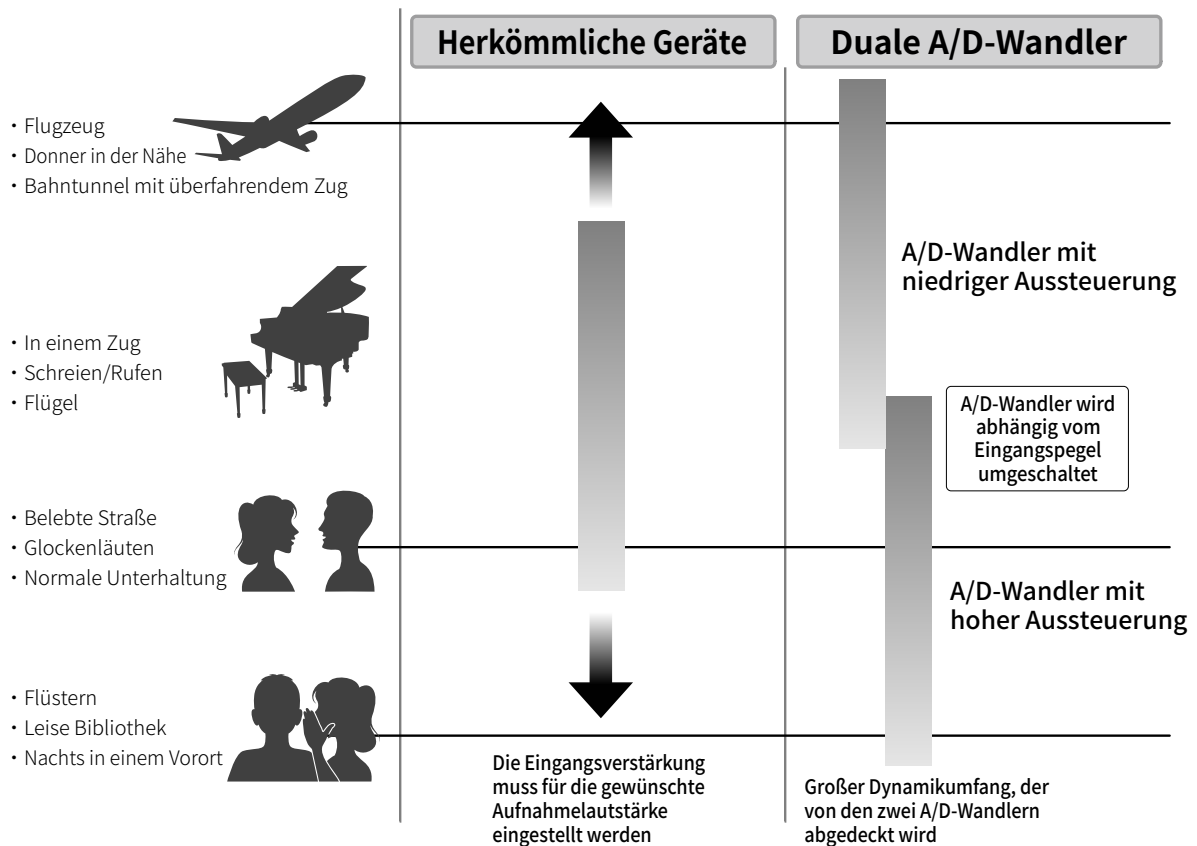 Herkömmliche Geräte
Duale A/D-Wandler
・Flugzeug
・Donner in der Nähe
・Bahntunnel mit überfahrendem Zug
A/D-Wandler mit
niedriger Aussteuerung
・In einem Zug
・Schreien/Rufen
・Flügel
A/D-Wandler wird
abhängig vom
Eingangspegel
umgeschaltet
・Belebte Straße
・Glockenläuten
・Normale Unterhaltung
A/D-Wandler mit
hoher Aussteuerung
・Flüstern
・Leise Bibliothek
・Nachts in einem Vorort
Die Eingangsverstärkung
muss für die gewünschte
Aufnahmelautstärke
eingestellt werden
Großer Dynamikumfang, der
von den zwei A/D-Wandlern
abgedeckt wird